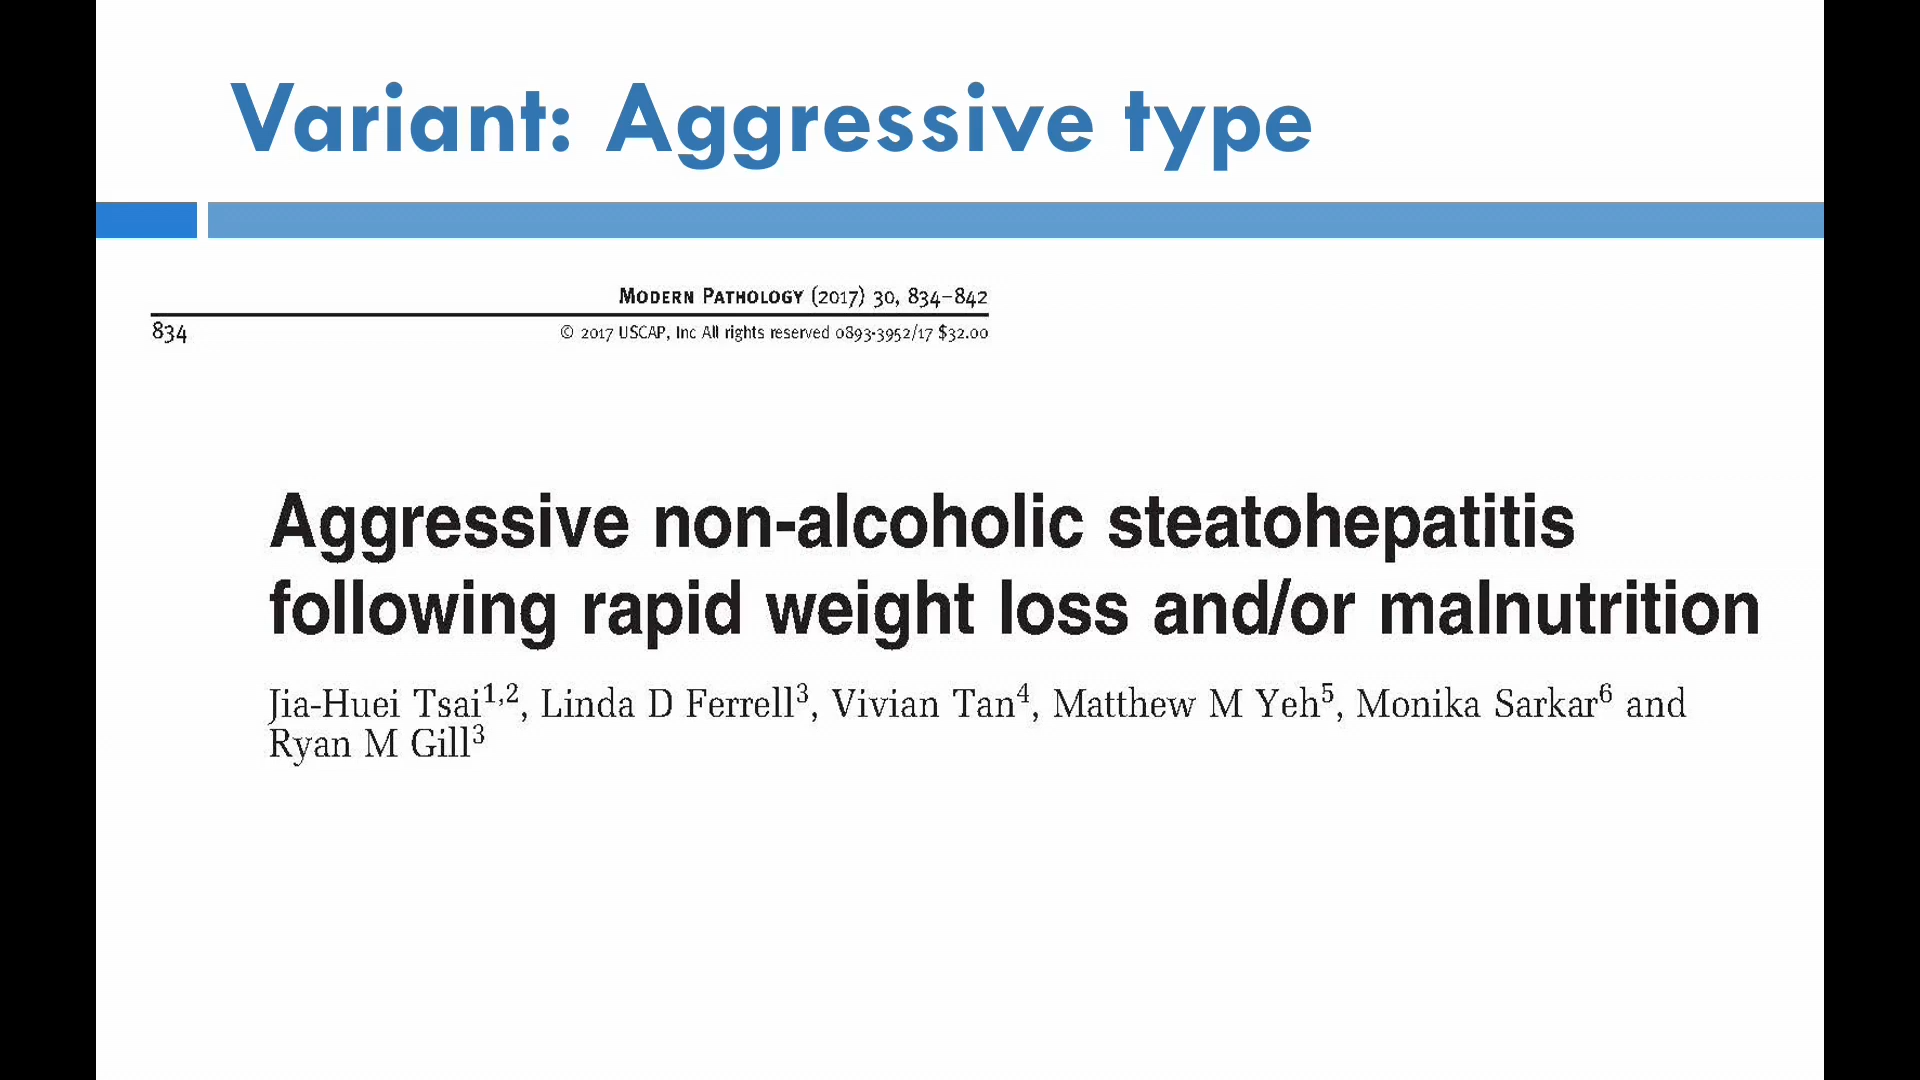 Variant: Aggressive type
MODERN PATHOLOGY (2017) 30, 834–842
834
© 2017 USCAP, Inc All rights reserved 0893-3952/17 $32.00
Aggressive non-alcoholic steatohepatitis
following rapid weight loss and/or malnutrition
Jia-Huei Tsai1,2, Linda D Ferrell3, Vivian Tan4, Matthew M Yeh5, Monika Sarkar6 and
Ryan M Gill3